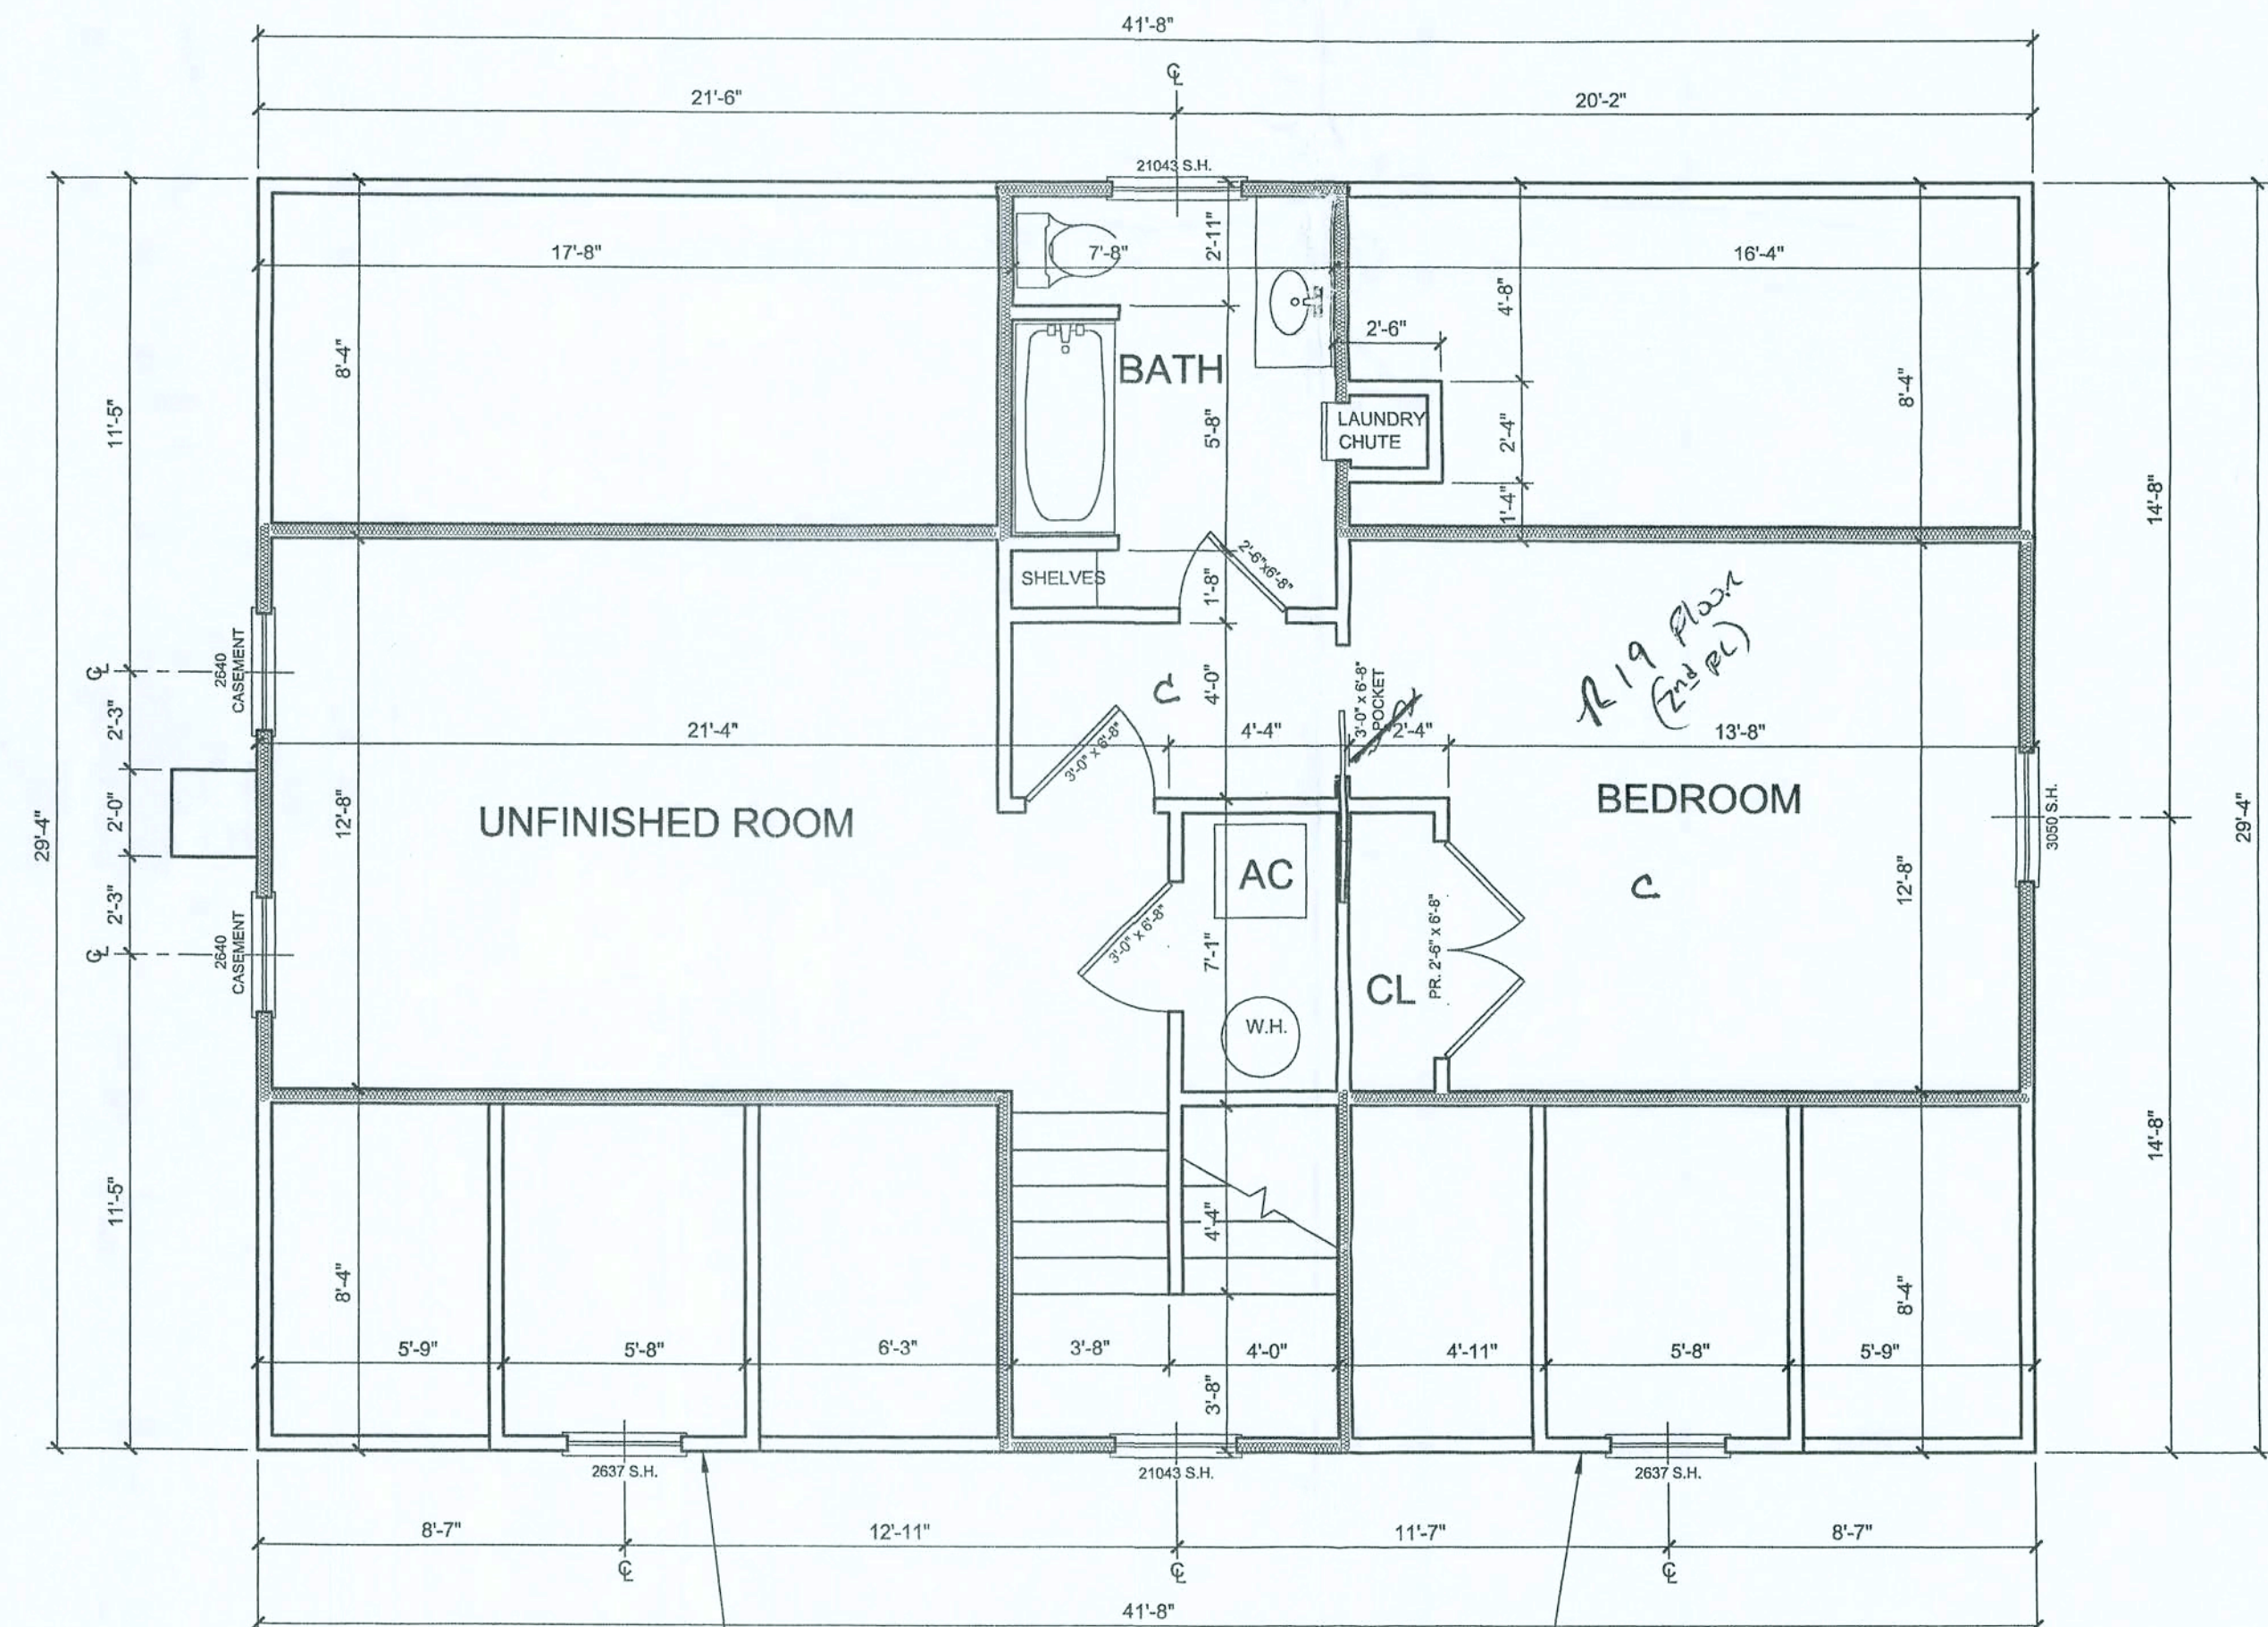 41'-8"
℄
21'-6"
20'-2"
21043 S.H.
17'-8"
7'-8"
2'-11"
16'-4"
4'-8"
2'-6"
8'-4"
BATH
8'-4"
11'-5"
5'-8"
LAUNDRY
CHUTE
2'-4"
14'-8"
1'-4"
SHELVES
1'-8"
2'-6"x6'-8"
R 19 Floor
(2nd FL)
℄
2640
CASEMENT
C
4'-0"
3'-0" x 6'-8"
POCKET
2'-3"
21'-4"
3'-0" x 6'-8"
4'-4"
2'-4"
13'-8"
29'-4"
2'-0"
12'-8"
UNFINISHED ROOM
BEDROOM
3050 S.H.
29'-4"
AC
C
12'-8"
2'-3"
℄
2640
CASEMENT
3'-0" x 6'-8"
7'-1"
CL
PR. 2'-6" x 6'-8"
W.H.
11'-5"
14'-8"
4'-4"
8'-4"
8'-4"
5'-9"
5'-8"
6'-3"
3'-8"
4'-0"
4'-11"
5'-8"
5'-9"
3'-8"
2637 S.H.
21043 S.H.
2637 S.H.
8'-7"
12'-11"
11'-7"
8'-7"
℄
℄
℄
41'-8"